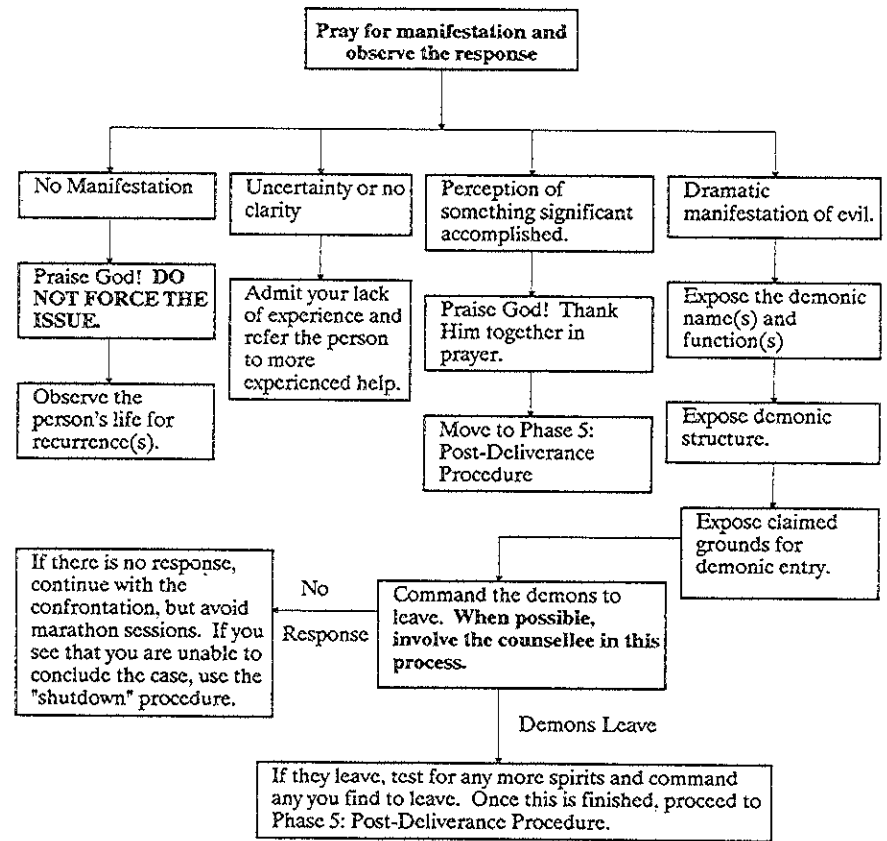 Pray for manifestation and
observe the response
No Manifestation
Uncertainty or no
clarity
Perception of
something significant
accomplished.
Dramatic
manifestation of evil.
Praise God! DO
NOT FORCE THE
ISSUE.
Admit your lack
of experience and
refer the person
to more
experienced help.
Praise God! Thank
Him together in
prayer.
Expose the demonic
name(s) and
function(s)
Observe the
person's life for
recurrence(s).
Move to Phase 5:
Post-Deliverance
Procedure
Expose demonic
structure.
Expose claimed
grounds for
demonic entry.
If there is no response,
continue with the
confrontation, but avoid
marathon sessions. If you
see that you are unable to
conclude the case, use the
"shutdown" procedure.
No
Response
Command the demons to
leave. When possible,
involve the counsellee in this
process.
Demons Leave
If they leave, test for any more spirits and command
any you find to leave. Once this is finished, proceed to
Phase 5: Post-Deliverance Procedure.